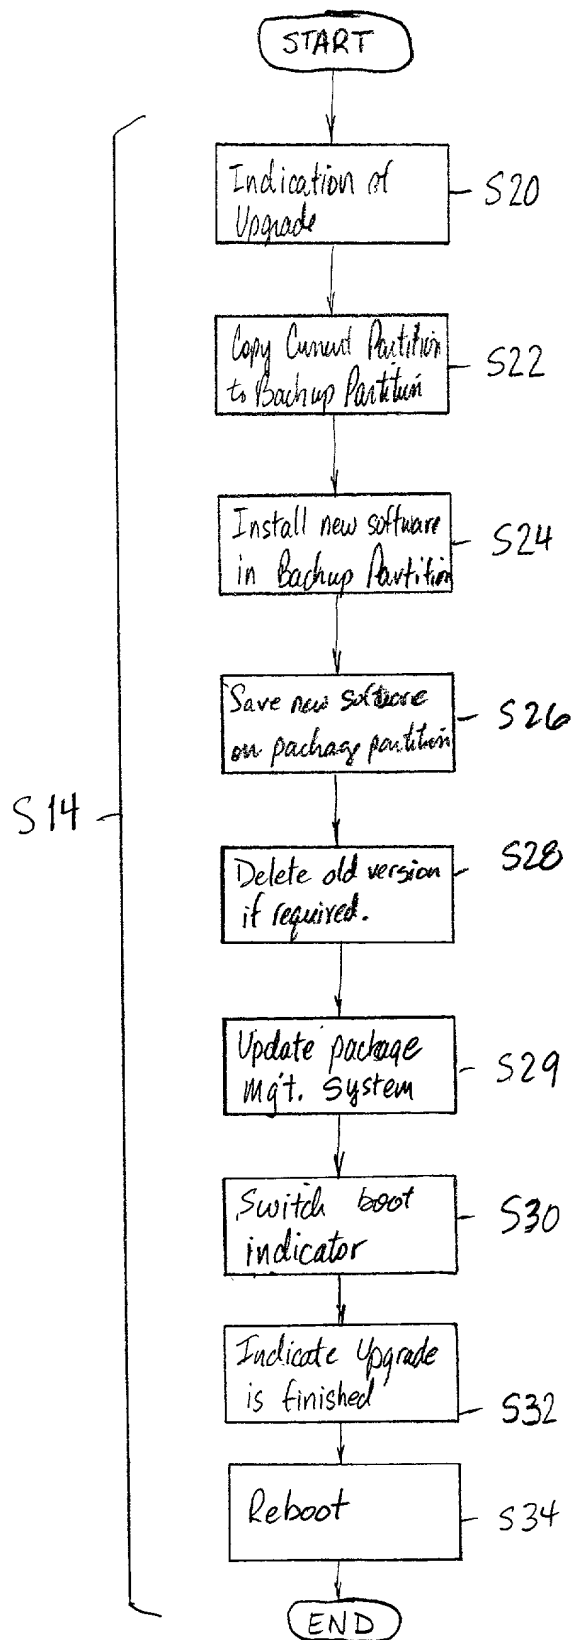 START
Indication of
Upgrade
S20
Copy Current Partition
to Backup Partition
S22
Install new software
in Backup Partition
S24
Save new software
on package partition
S26
S14
Delete old version
if required.
S28
Update package
Mg't. System
S29
Switch boot
indicator
S30
Indicate Upgrade
is finished
S32
Reboot
S34
END